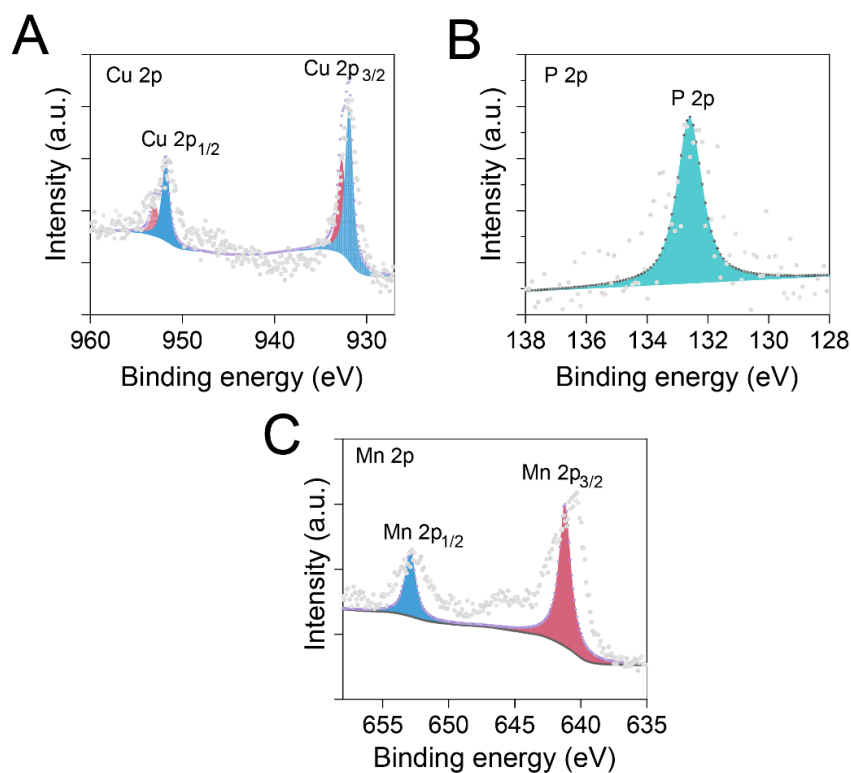 A
Cu 2p
Cu 2p3/2
Cu 2p1/2
Intensity (a.u.)
960 950 940 930
Binding energy (eV)
B
P 2p
P 2p
Intensity (a.u.)
138 136 134 132 130 128
Binding energy (eV)
C
Mn 2p
Mn 2p3/2
Mn 2p1/2
Intensity (a.u.)
655 650 645 640 635
Binding energy (eV)